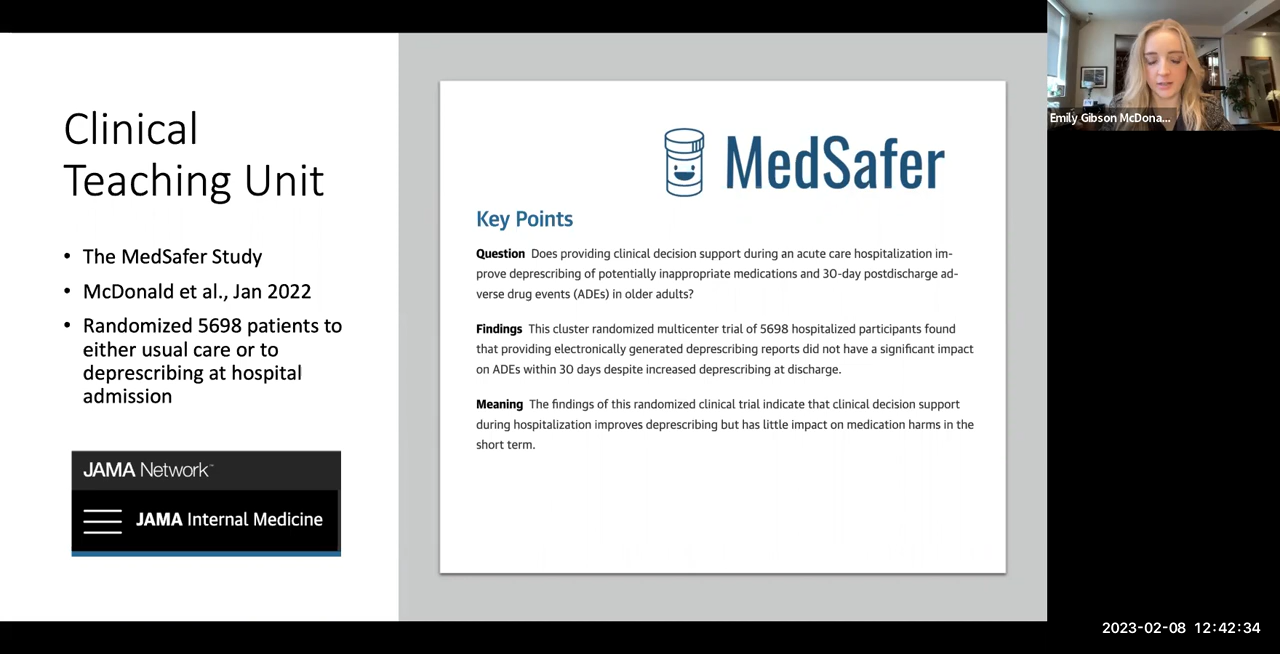 Clinical
Teaching Unit
• The MedSafer Study
• McDonald et al., Jan 2022
• Randomized 5698 patients to
either usual care or to
deprescribing at hospital
admission
JAMA Network™
JAMA Internal Medicine
MedSafer
Key Points
Question Does providing clinical decision support during an acute care hospitalization im-
prove deprescribing of potentially inappropriate medications and 30-day postdischarge ad-
verse drug events (ADEs) in older adults?
Findings This cluster randomized multicenter trial of 5698 hospitalized participants found
that providing electronically generated deprescribing reports did not have a significant impact
on ADEs within 30 days despite increased deprescribing at discharge.
Meaning The findings of this randomized clinical trial indicate that clinical decision support
during hospitalization improves deprescribing but has little impact on medication harms in the
short term.
Emily Gibson McDona...
2023-02-08 12:42:34